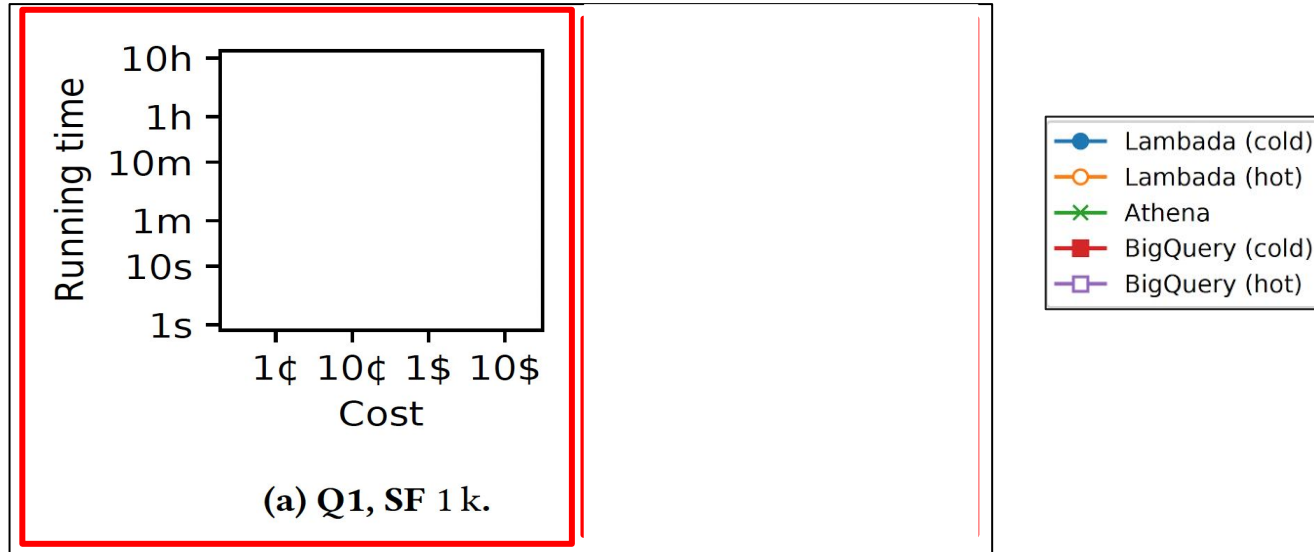 Running time
10h
1h
10m
1m
10s
1s
1¢ 10¢ 1$ 10$
Cost
(a) Q1, SF 1 k.
Lambada (cold)
Lambada (hot)
Athena
BigQuery (cold)
BigQuery (hot)